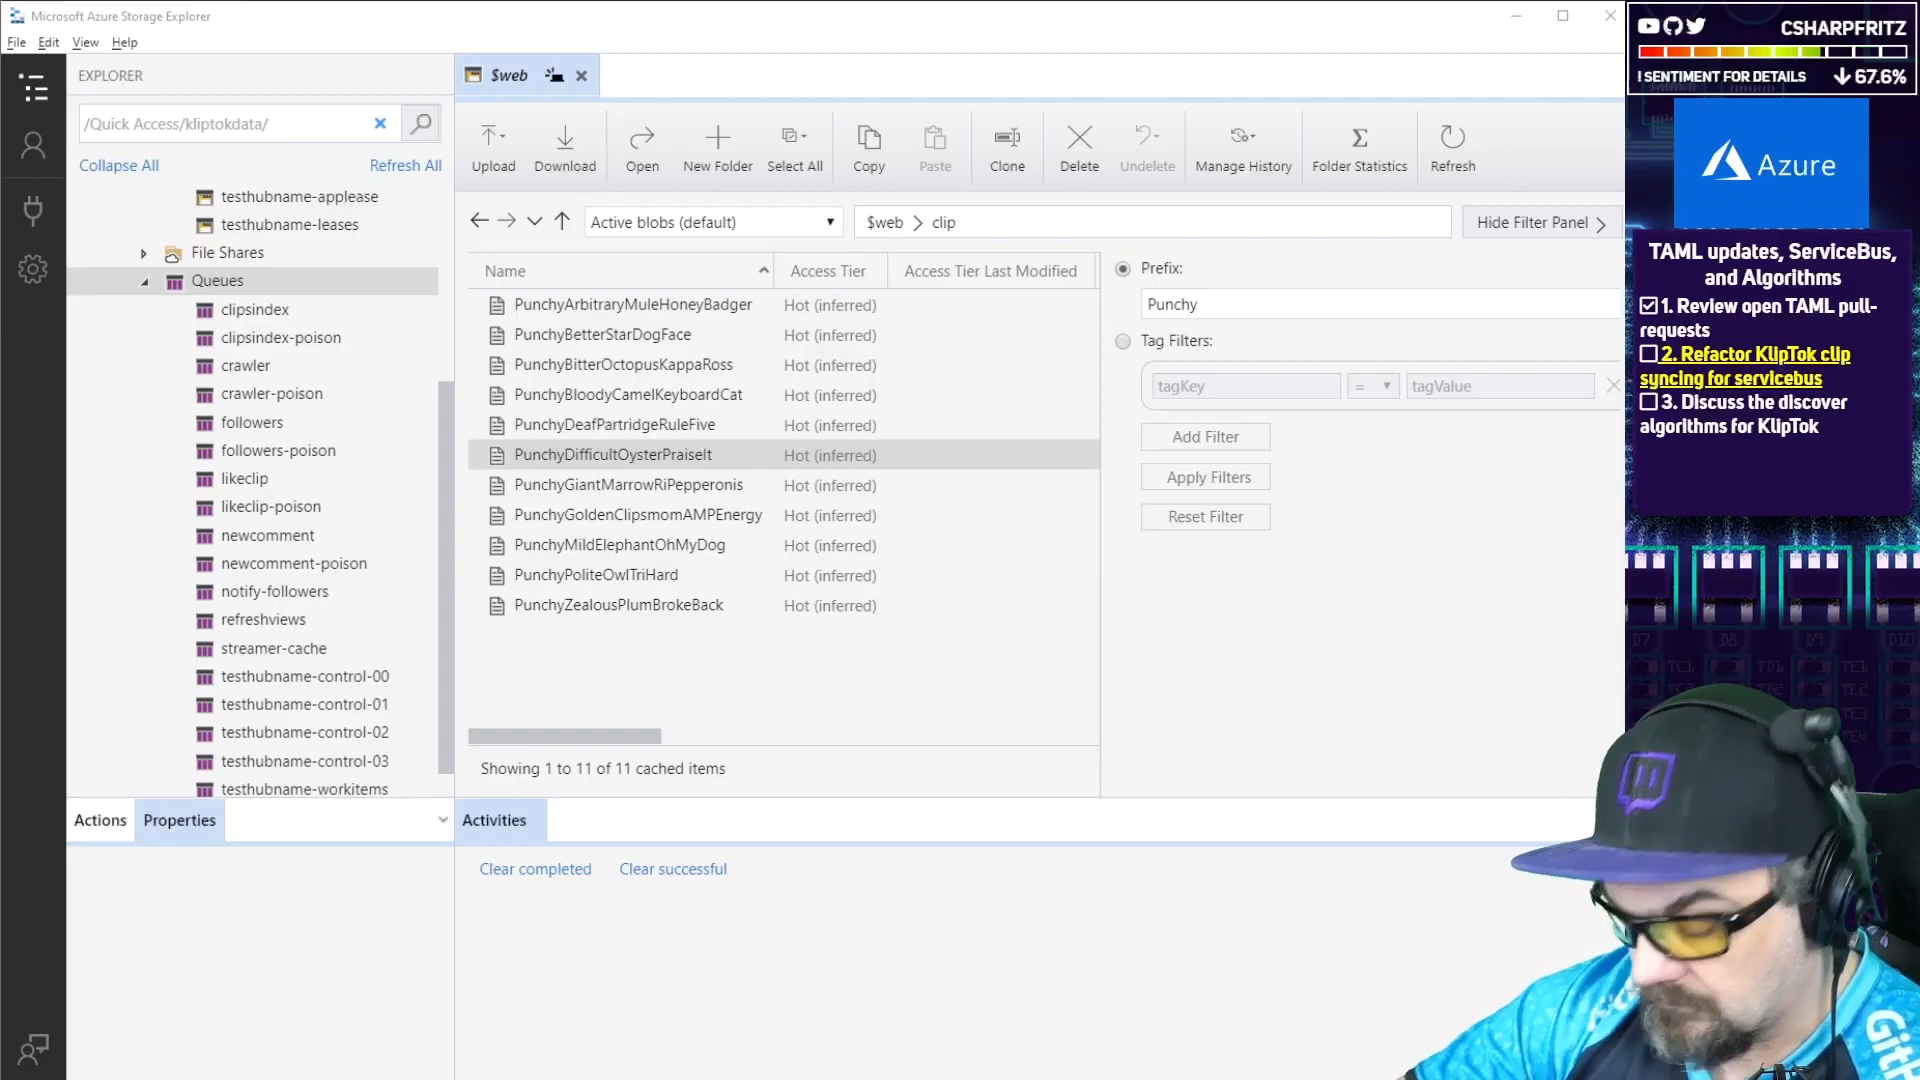 Microsoft Azure Storage Explorer
File Edit View Help
EXPLORER
/Quick Access/kliptokdata/
Collapse All Refresh All
testhubname-applease
testhubname-leases
File Shares
Queues
clipsindex
clipsindex-poison
crawler
crawler-poison
followers
followers-poison
likeclip
likeclip-poison
newcomment
newcomment-poison
notify-followers
refreshviews
streamer-cache
testhubname-control-00
testhubname-control-01
testhubname-control-02
testhubname-control-03
testhubname-workitems
Actions Properties
$web
Upload Download Open New Folder Select All Copy Paste Clone Delete Undelete Manage History Folder Statistics Refresh
Active blobs (default) $web clip Hide Filter Panel
Name Access Tier Access Tier Last Modified
PunchyArbitraryMuleHoneyBadger Hot (inferred)
PunchyBetterStarDogFace Hot (inferred)
PunchyBitterOctopusKappaRoss Hot (inferred)
PunchyBloodyCamelKeyboardCat Hot (inferred)
PunchyDeafPartridgeRuleFive Hot (inferred)
PunchyDifficultOysterPraiseIt Hot (inferred)
PunchyGiantMarrowRiPepperonis Hot (inferred)
PunchyGoldenClipsmomAMPEnergy Hot (inferred)
PunchyMildElephantOhMyDog Hot (inferred)
PunchyPoliteOwlTriHard Hot (inferred)
PunchyZealousPlumBrokeBack Hot (inferred)
Showing 1 to 11 of 11 cached items
Prefix:
Punchy
Tag Filters:
tagKey = tagValue
Add Filter
Apply Filters
Reset Filter
Activities
Clear completed Clear successful
CSHARPFRITZ
! SENTIMENT FOR DETAILS 67.6%
Azure
TAML updates, ServiceBus,
and Algorithms
1. Review open TAML pull-
requests
2. Refactor KlipTok clip
syncing for servicebus
3. Discuss the discover
algorithms for KlipTok
D7 D8 D9 D10